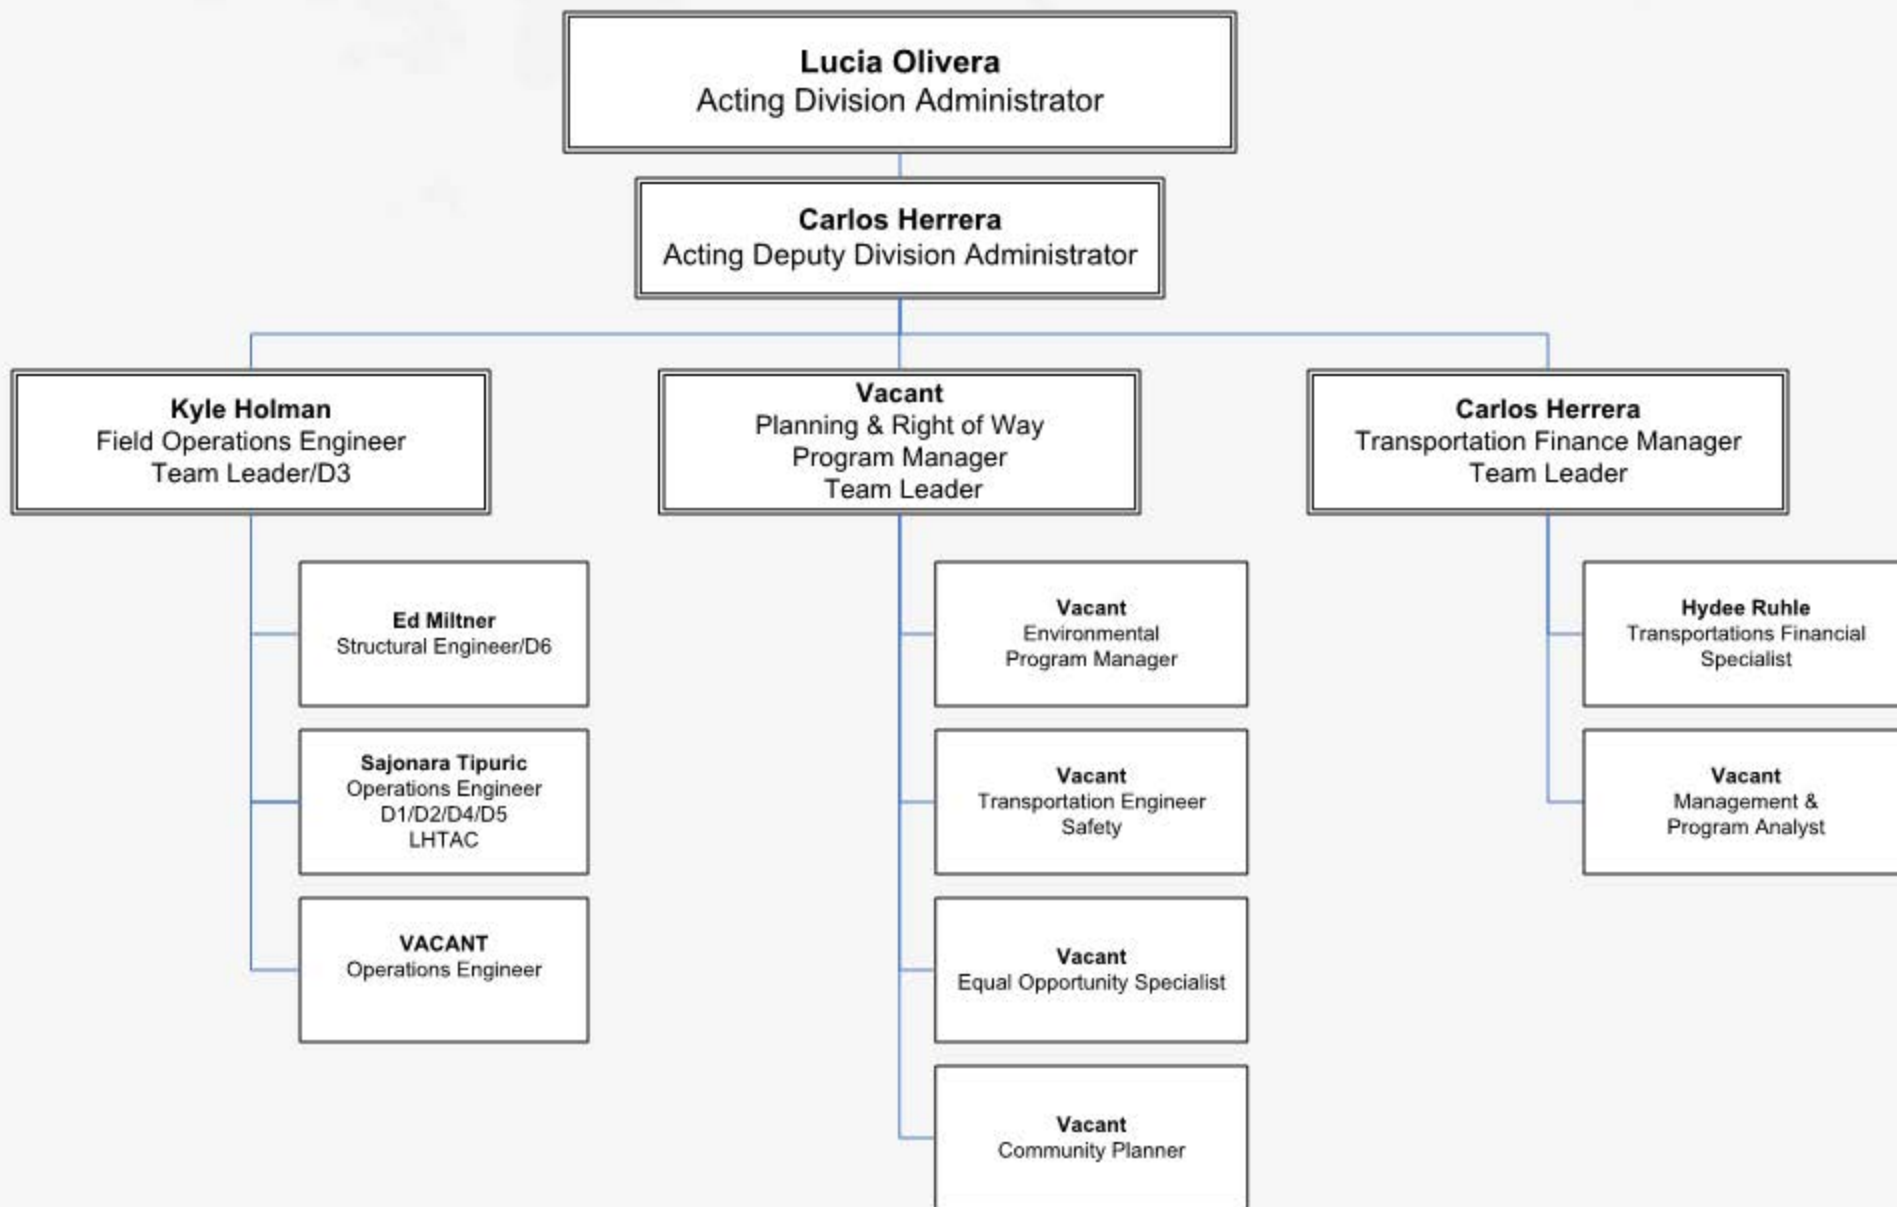 Lucia Olivera
Acting Division Administrator
Carlos Herrera
Acting Deputy Division Administrator
Kyle Holman
Field Operations Engineer
Team Leader/D3
Vacant
Planning & Right of Way
Program Manager
Team Leader
Carlos Herrera
Transportation Finance Manager
Team Leader
Ed Miltner
Structural Engineer/D6
Sajonara Tipuric
Operations Engineer
D1/D2/D4/D5
LHTAC
VACANT
Operations Engineer
Vacant
Environmental
Program Manager
Vacant
Transportation Engineer
Safety
Vacant
Equal Opportunity Specialist
Vacant
Community Planner
Hydee Ruhle
Transportations Financial
Specialist
Vacant
Management &
Program Analyst